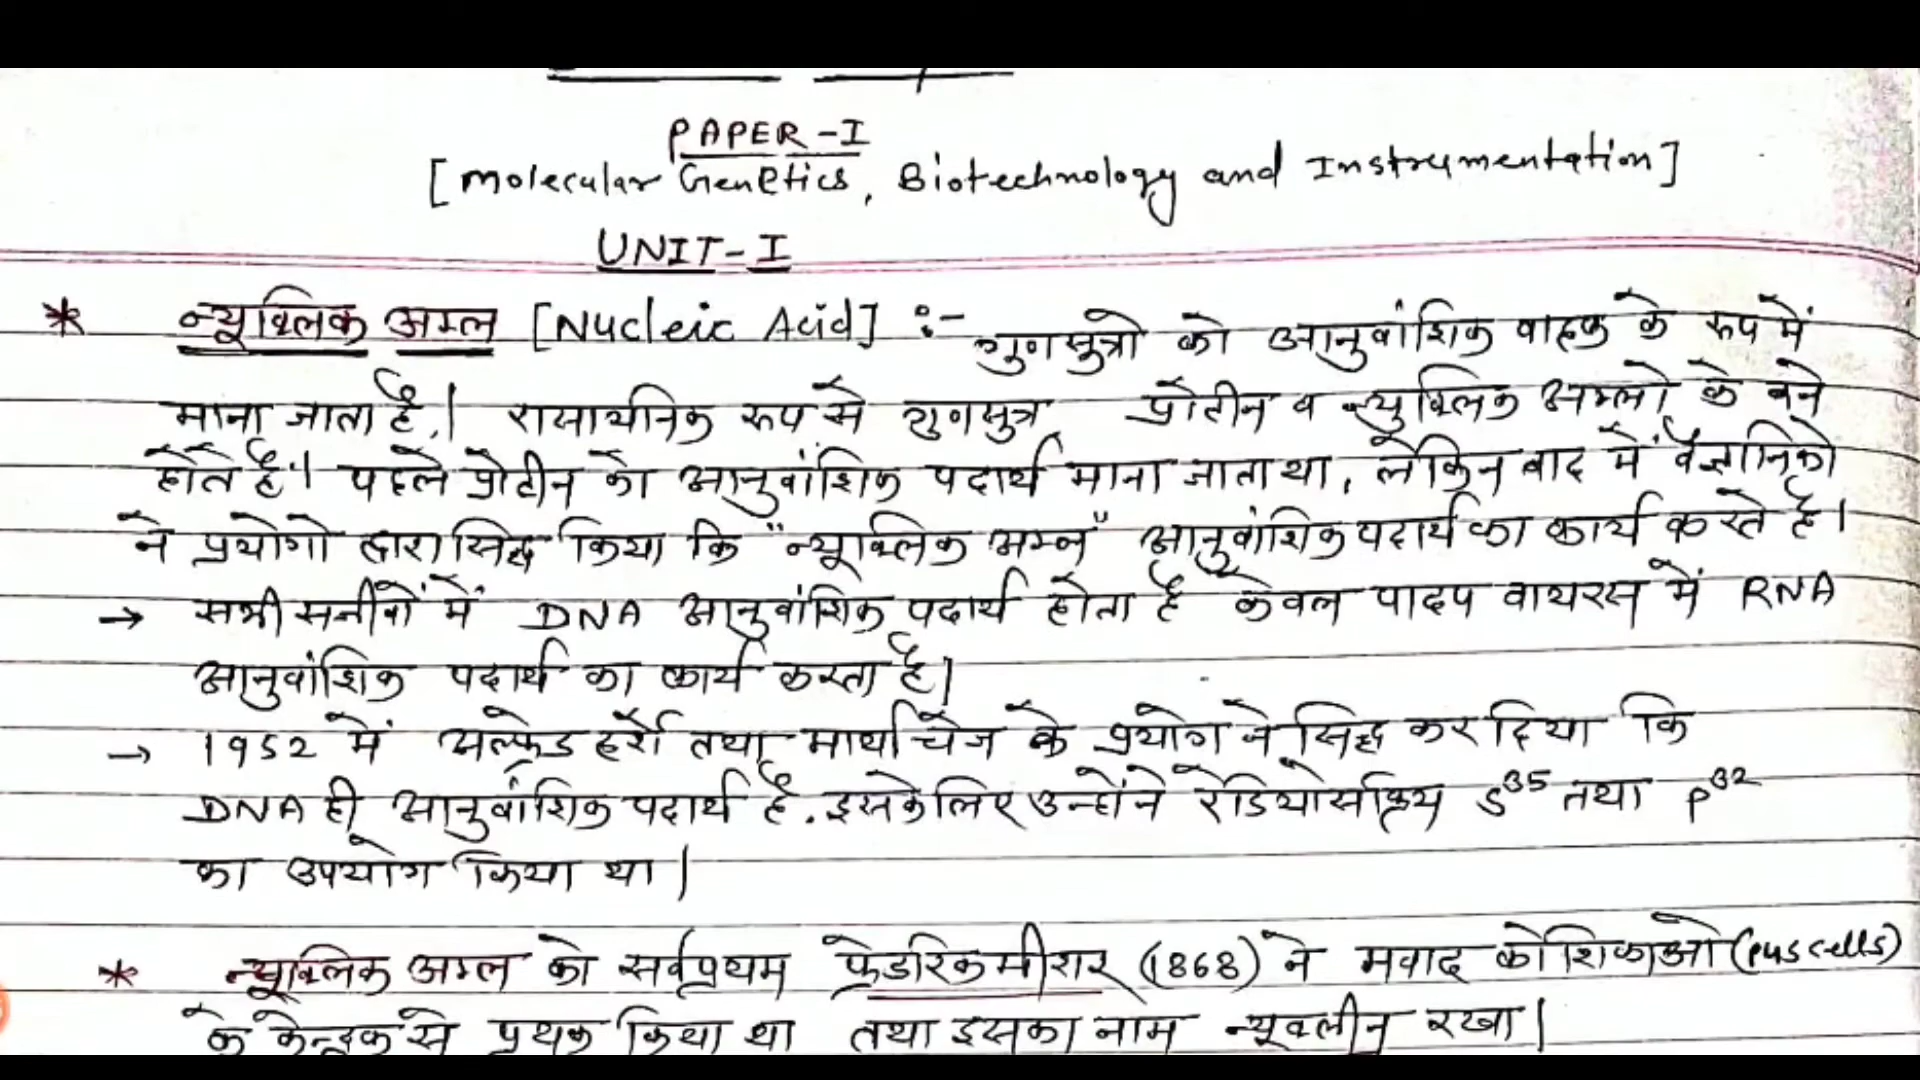 PAPER-I
[Molecular Genetics, Biotechnology and Instrumentation]
UNIT-I
* न्यूक्लिक अम्ल [Nucleic Acid] :- गुणसूत्रो को आनुवांशिक वाहक के रूप में
माना जाता है। रासायनिक रूप से गुणसूत्र प्रोटीन व न्यूक्लिक अम्लो के बने
होते है। पहले प्रोटीन को आनुवांशिक पदार्थ माना जाता था, लेकिन बाद में वैज्ञानिको
ने प्रयोगो द्वारा सिद्ध किया कि "न्यूक्लिक अम्ल" आनुवांशिक पदार्थ का कार्य करते है।
→ सभी सजीवों में DNA आनुवांशिक पदार्थ होता है केवल पादप वायरस में RNA
आनुवांशिक पदार्थ का कार्य करता है।
→ 1952 में अल्फ्रेड हर्शे तथा मार्था चेज के प्रयोग ने सिद्ध कर दिया कि
DNA ही आनुवांशिक पदार्थ है. इसके लिए उन्होंने रेडियोसक्रिय S³⁵ तथा P³²
का उपयोग किया था।
* न्यूक्लिक अम्ल को सर्वप्रथम फ्रेडरिक मीशर (1868) ने मवाद कोशिकाओ (pus cells)
के केन्द्रक से प्रथक किया था तथा इसका नाम न्यूक्लीन रखा।